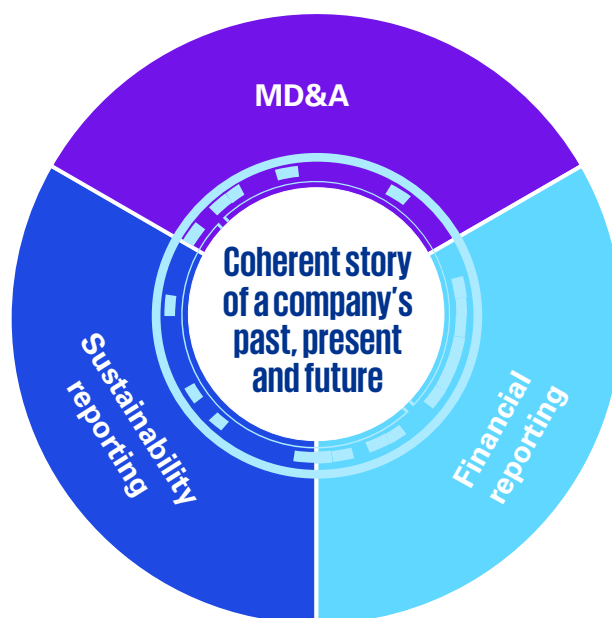 MD&A
Coherent story
of a company's
past, present
and future
Sustainability
reporting
Financial
reporting